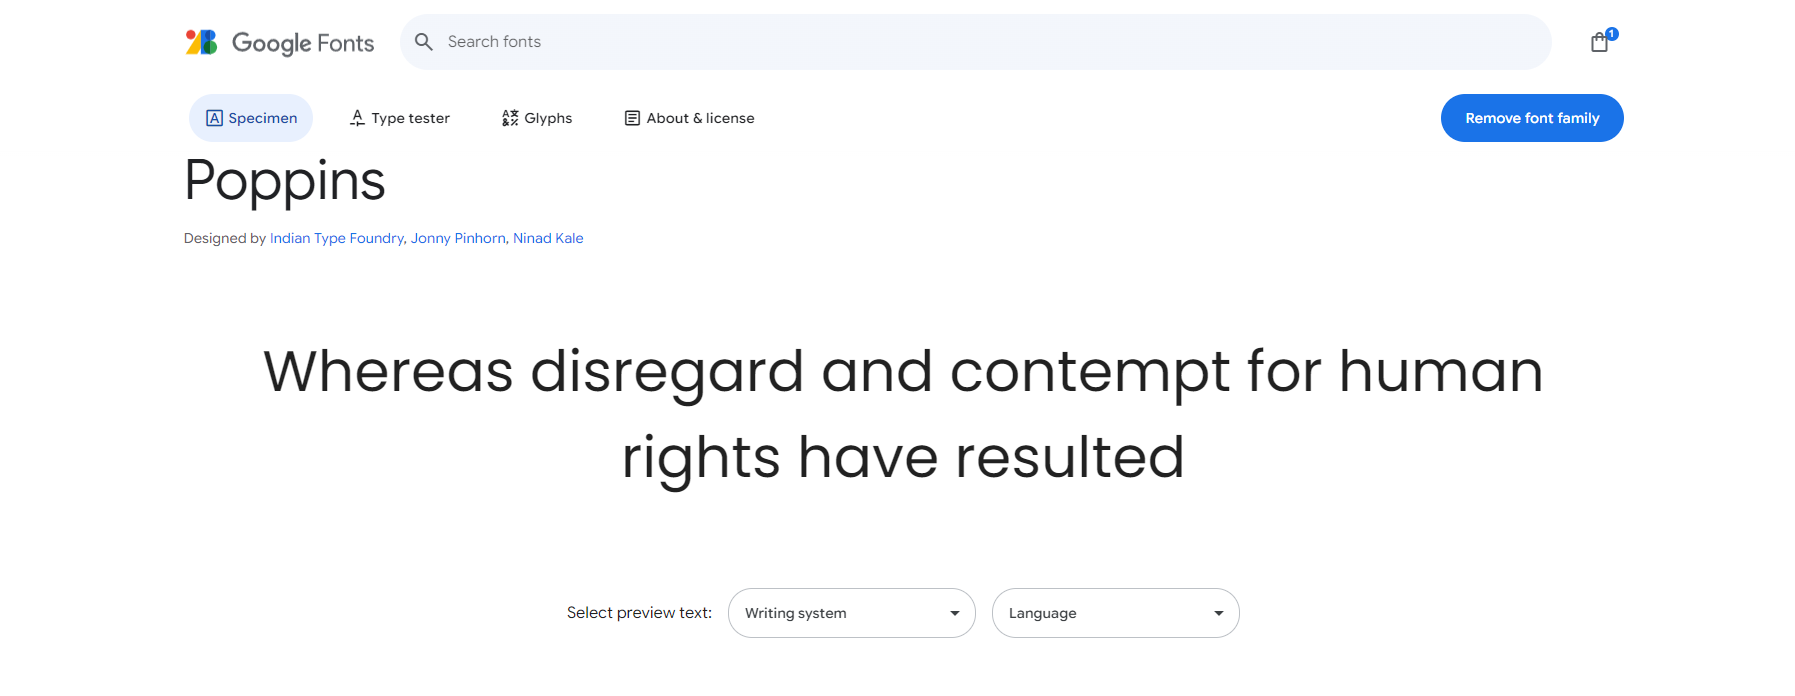 Google Fonts
Search fonts
1
Specimen
Type tester
Glyphs
About & license
Remove font family
Poppins
Designed by Indian Type Foundry, Jonny Pinhorn, Ninad Kale
Whereas disregard and contempt for human
rights have resulted
Select preview text:
Writing system
Language